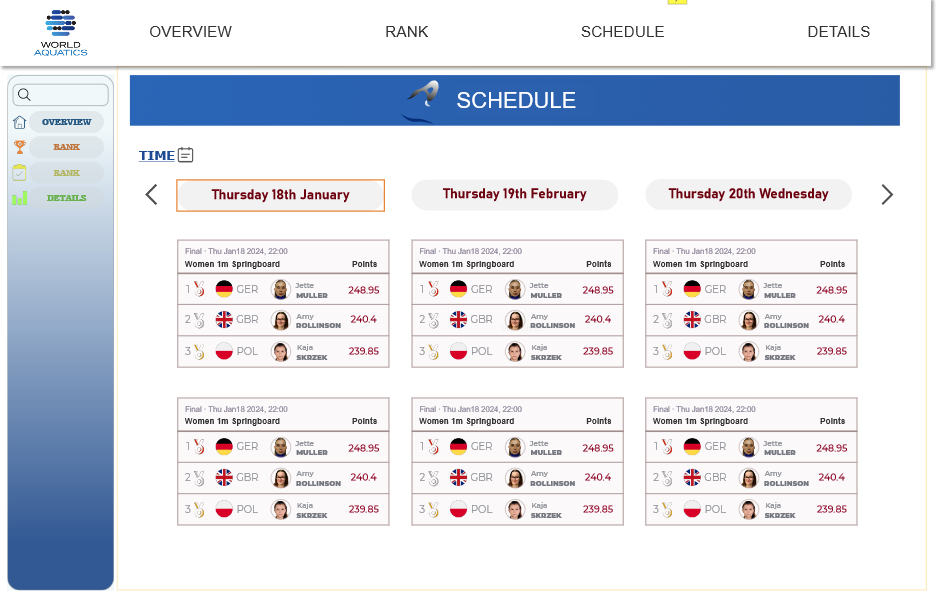 WORLD
AQUATICS
OVERVIEW RANK SCHEDULE DETAILS
OVERVIEW
RANK
RANK
DETAILS
SCHEDULE
TIME
Thursday 18th January Thursday 19th February Thursday 20th Wednesday
Final - Thu Jan18 2024, 22:00 Final - Thu Jan18 2024, 22:00 Final - Thu Jan18 2024, 22:00
Women 1m Springboard Points Women 1m Springboard Points Women 1m Springboard Points
1 GER Jette MULLER 248.95 1 GER Jette MULLER 248.95 1 GER Jette MULLER 248.95
2 GBR Amy ROLLINSON 240.4 2 GBR Amy ROLLINSON 240.4 2 GBR Amy ROLLINSON 240.4
3 POL Kaja SKRZEK 239.85 3 POL Kaja SKRZEK 239.85 3 POL Kaja SKRZEK 239.85
Final - Thu Jan18 2024, 22:00 Final - Thu Jan18 2024, 22:00 Final - Thu Jan18 2024, 22:00
Women 1m Springboard Points Women 1m Springboard Points Women 1m Springboard Points
1 GER Jette MULLER 248.95 1 GER Jette MULLER 248.95 1 GER Jette MULLER 248.95
2 GBR Amy ROLLINSON 240.4 2 GBR Amy ROLLINSON 240.4 2 GBR Amy ROLLINSON 240.4
3 POL Kaja SKRZEK 239.85 3 POL Kaja SKRZEK 239.85 3 POL Kaja SKRZEK 239.85